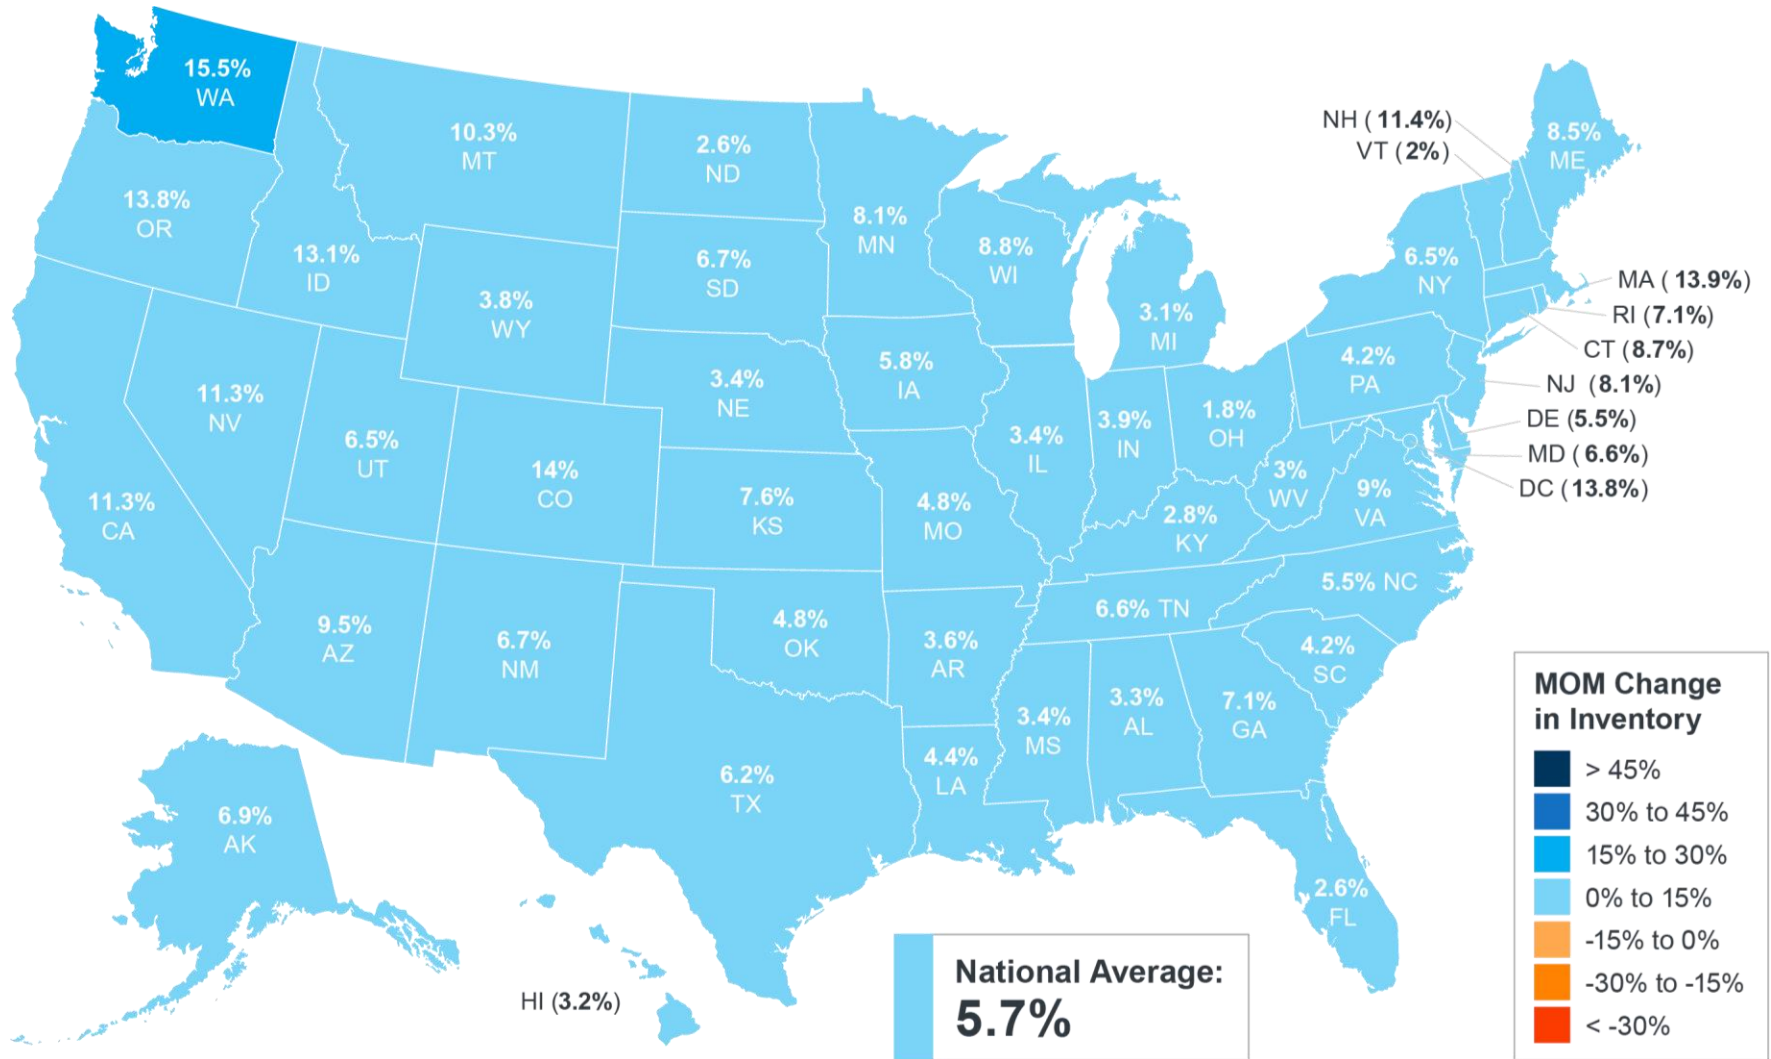 15.5%
WA
10.3%
MT
2.6%
ND
NH ( 11.4%)
VT ( 2%)
8.5%
ME
13.8%
OR
13.1%
ID
8.1%
MN
8.8%
WI
6.5%
NY
6.7%
SD
3.8%
WY
3.1%
MI
MA ( 13.9%)
RI (7.1%)
CT (8.7%)
NJ (8.1%)
DE (5.5%)
MD ( 6.6%)
DC ( 13.8%)
4.2%
PA
5.8%
IA
3.4%
NE
11.3%
NV
6.5%
UT
14%
CO
7.6%
KS
4.8%
MO
3.4%
IL
3.9%
IN
1.8%
OH
3%
WV
9%
VA
2.8%
KY
11.3%
CA
5.5% NC
6.6% TN
9.5%
AZ
6.7%
NM
4.8%
OK
3.6%
AR
4.2%
SC
3.4%
MS
3.3%
AL
7.1%
GA
4.4%
LA
6.2%
TX
6.9%
AK
2.6%
FL
HI (3.2%)
National Average:
5.7%
MOM Change
in Inventory
> 45%
30% to 45%
15% to 30%
0% to 15%
-15% to 0%
-30% to -15%
< -30%